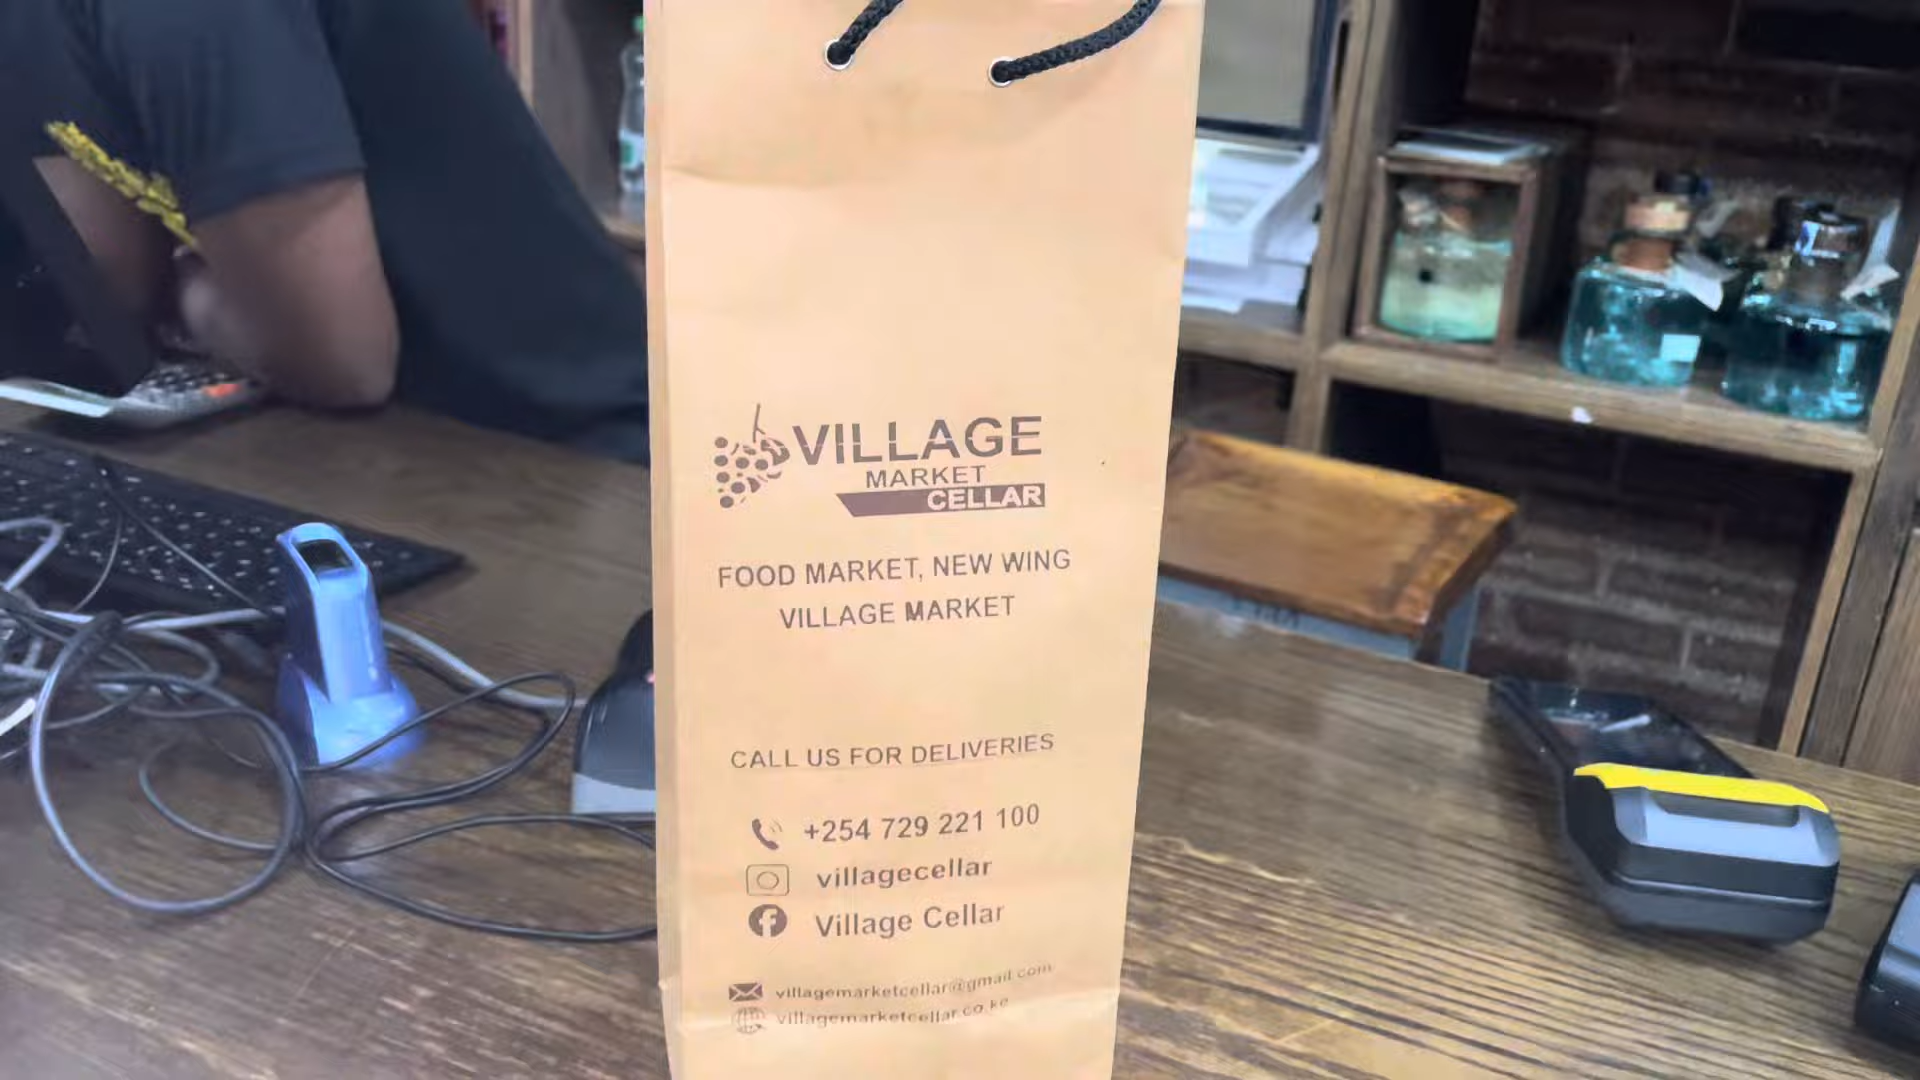 VILLAGE
MARKET
CELLAR
FOOD MARKET, NEW WING
VILLAGE MARKET
CALL US FOR DELIVERIES
+254 729 221 100
villagecellar
Village Cellar
villagemarketcellar@gmail.com
villagemarketcellar.co.ke